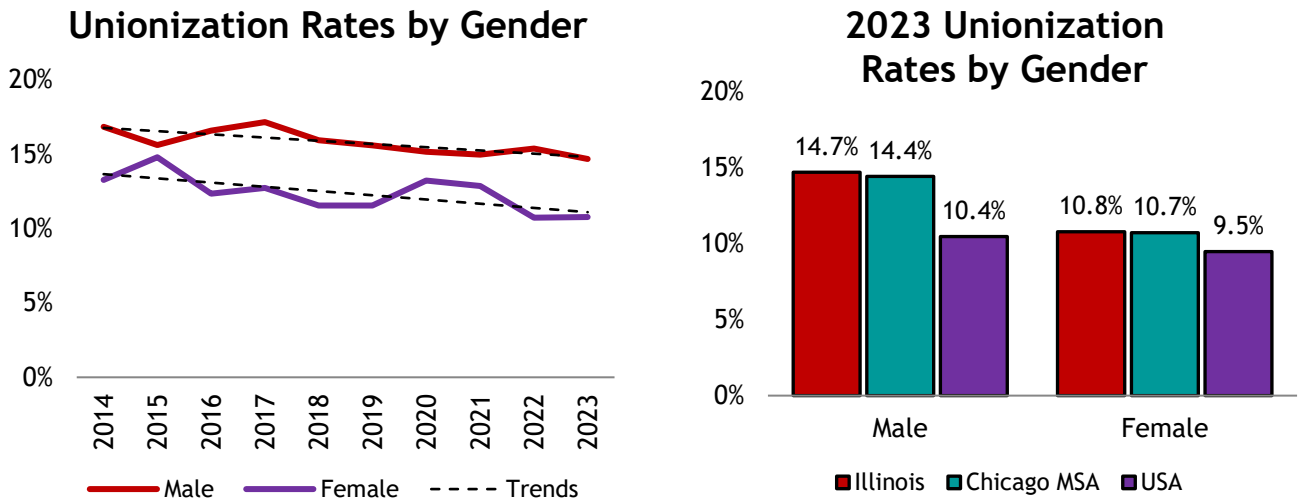 Unionization Rates by Gender
20%
15%
10%
5%
0%
2014
2015
2016
2017
2018
2019
2020
2021
2022
2023
Male
Female
Trends
2023 Unionization
Rates by Gender
20%
15%
10%
5%
0%
14.7%
14.4%
10.4%
10.8%
10.7%
9.5%
Male
Female
Illinois
Chicago MSA
USA